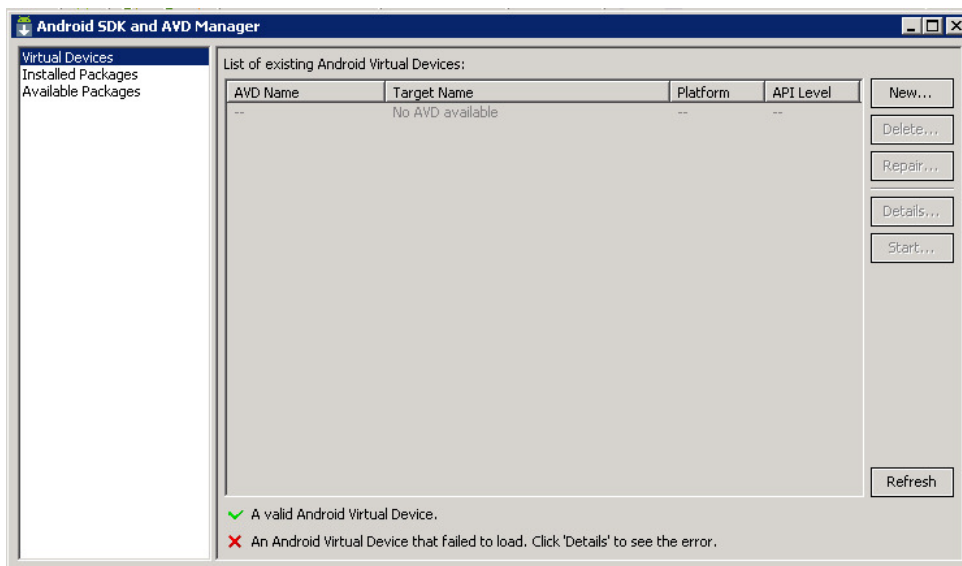 Android SDK and AVD Manager
Virtual Devices
Installed Packages
Available Packages
List of existing Android Virtual Devices:
AVD Name Target Name Platform API Level
-- No AVD available -- --
New...
Delete...
Repair...
Details...
Start...
Refresh
A valid Android Virtual Device.
An Android Virtual Device that failed to load. Click 'Details' to see the error.